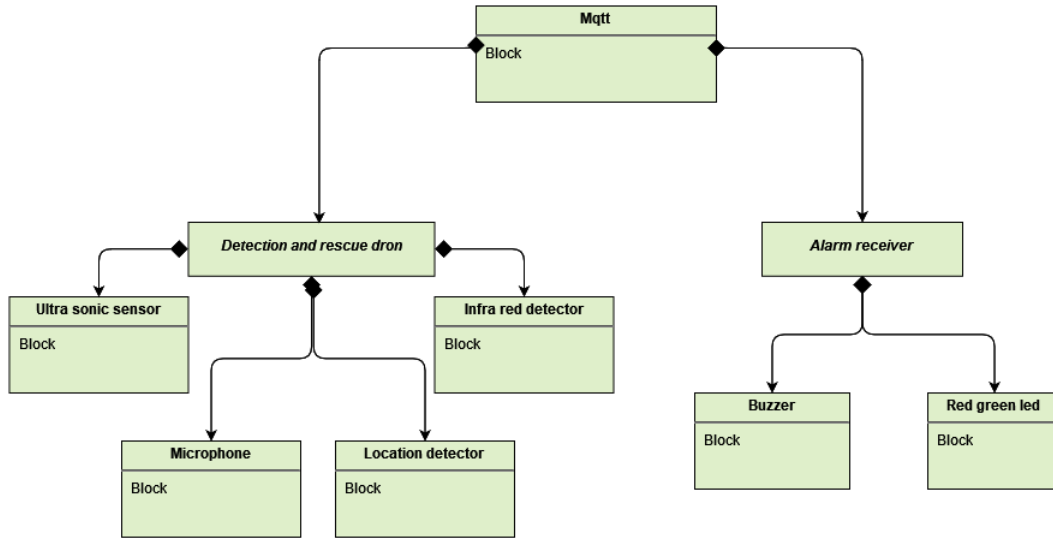 Mqtt
Block
Detection and rescue dron
Alarm receiver
Ultra sonic sensor
Block
Infra red detector
Block
Microphone
Block
Location detector
Block
Buzzer
Block
Red green led
Block